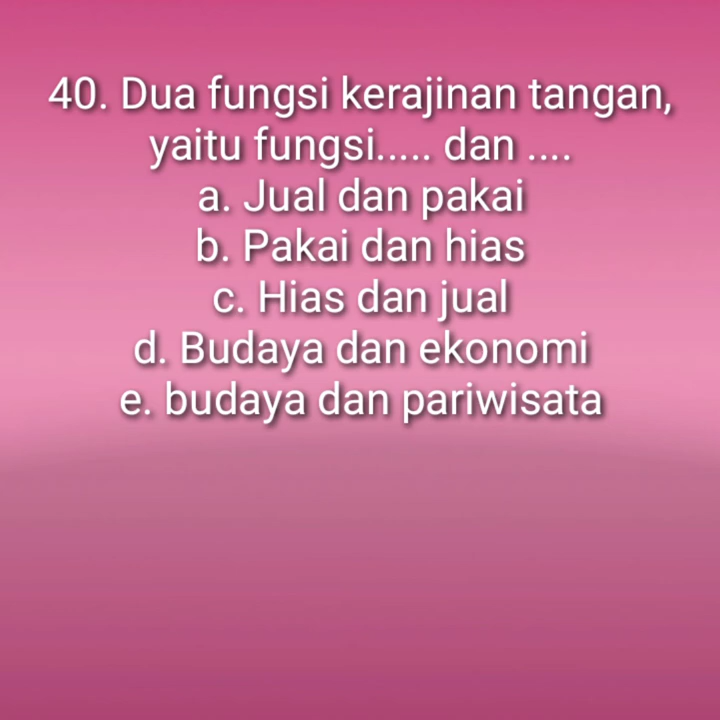 40. Dua fungsi kerajinan tangan,
yaitu fungsi..... dan ....
a. Jual dan pakai
b. Pakai dan hias
c. Hias dan jual
d. Budaya dan ekonomi
e. budaya dan pariwisata